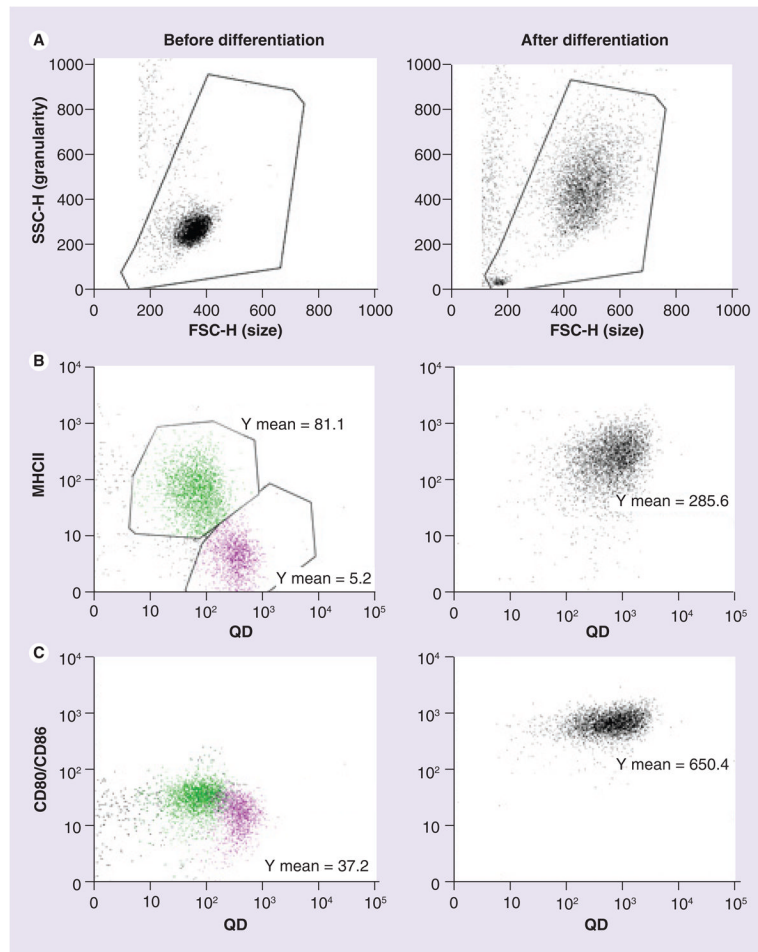 A
Before differentiation
After differentiation
1000
800
600
400
200
0
SSC-H (granularity)
0 200 400 600 800 1000
FSC-H (size)
1000
800
600
400
200
0
0 200 400 600 800 1000
FSC-H (size)
B
10⁴
10³
10²
10
0
MHCII
Y mean = 81.1
Y mean = 5.2
0 10 10² 10³ 10⁴ 10⁵
QD
10⁴
10³
10²
10
0
Y mean = 285.6
0 10 10² 10³ 10⁴ 10⁵
QD
C
10⁴
10³
10²
10
0
CD80/CD86
Y mean = 37.2
0 10 10² 10³ 10⁴ 10⁵
QD
10⁴
10³
10²
10
0
Y mean = 650.4
0 10 10² 10³ 10⁴ 10⁵
QD